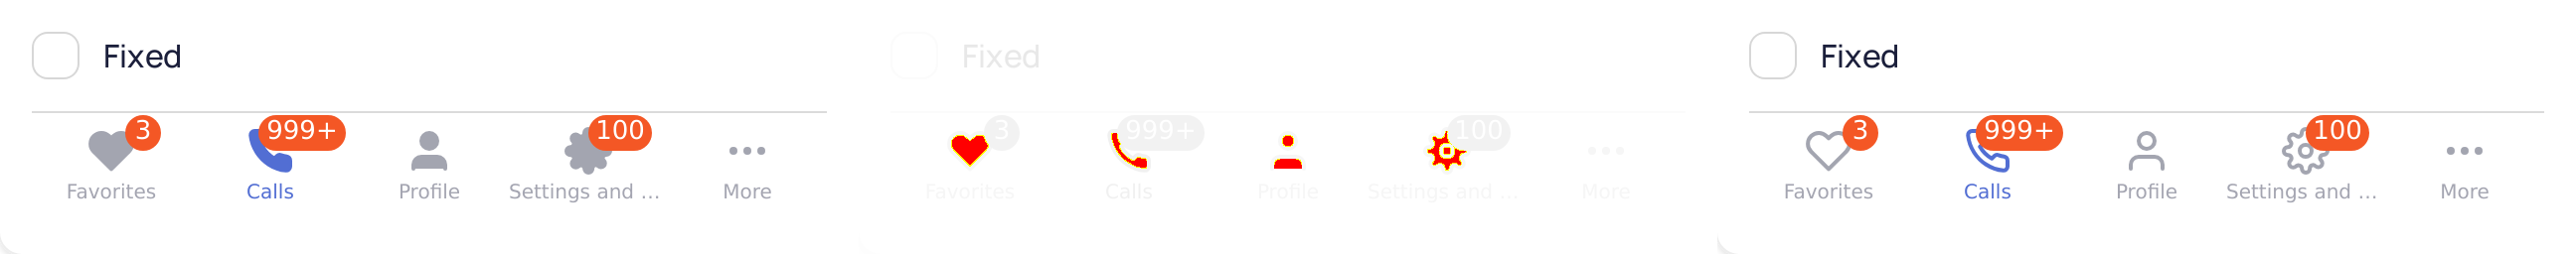 Fixed
3 999+ 100
Favorites Calls Profile Settings and ... More
Fixed
3 999+ 100
Favorites Calls Profile Settings and ... More
Fixed
3 999+ 100
Favorites Calls Profile Settings and ... More